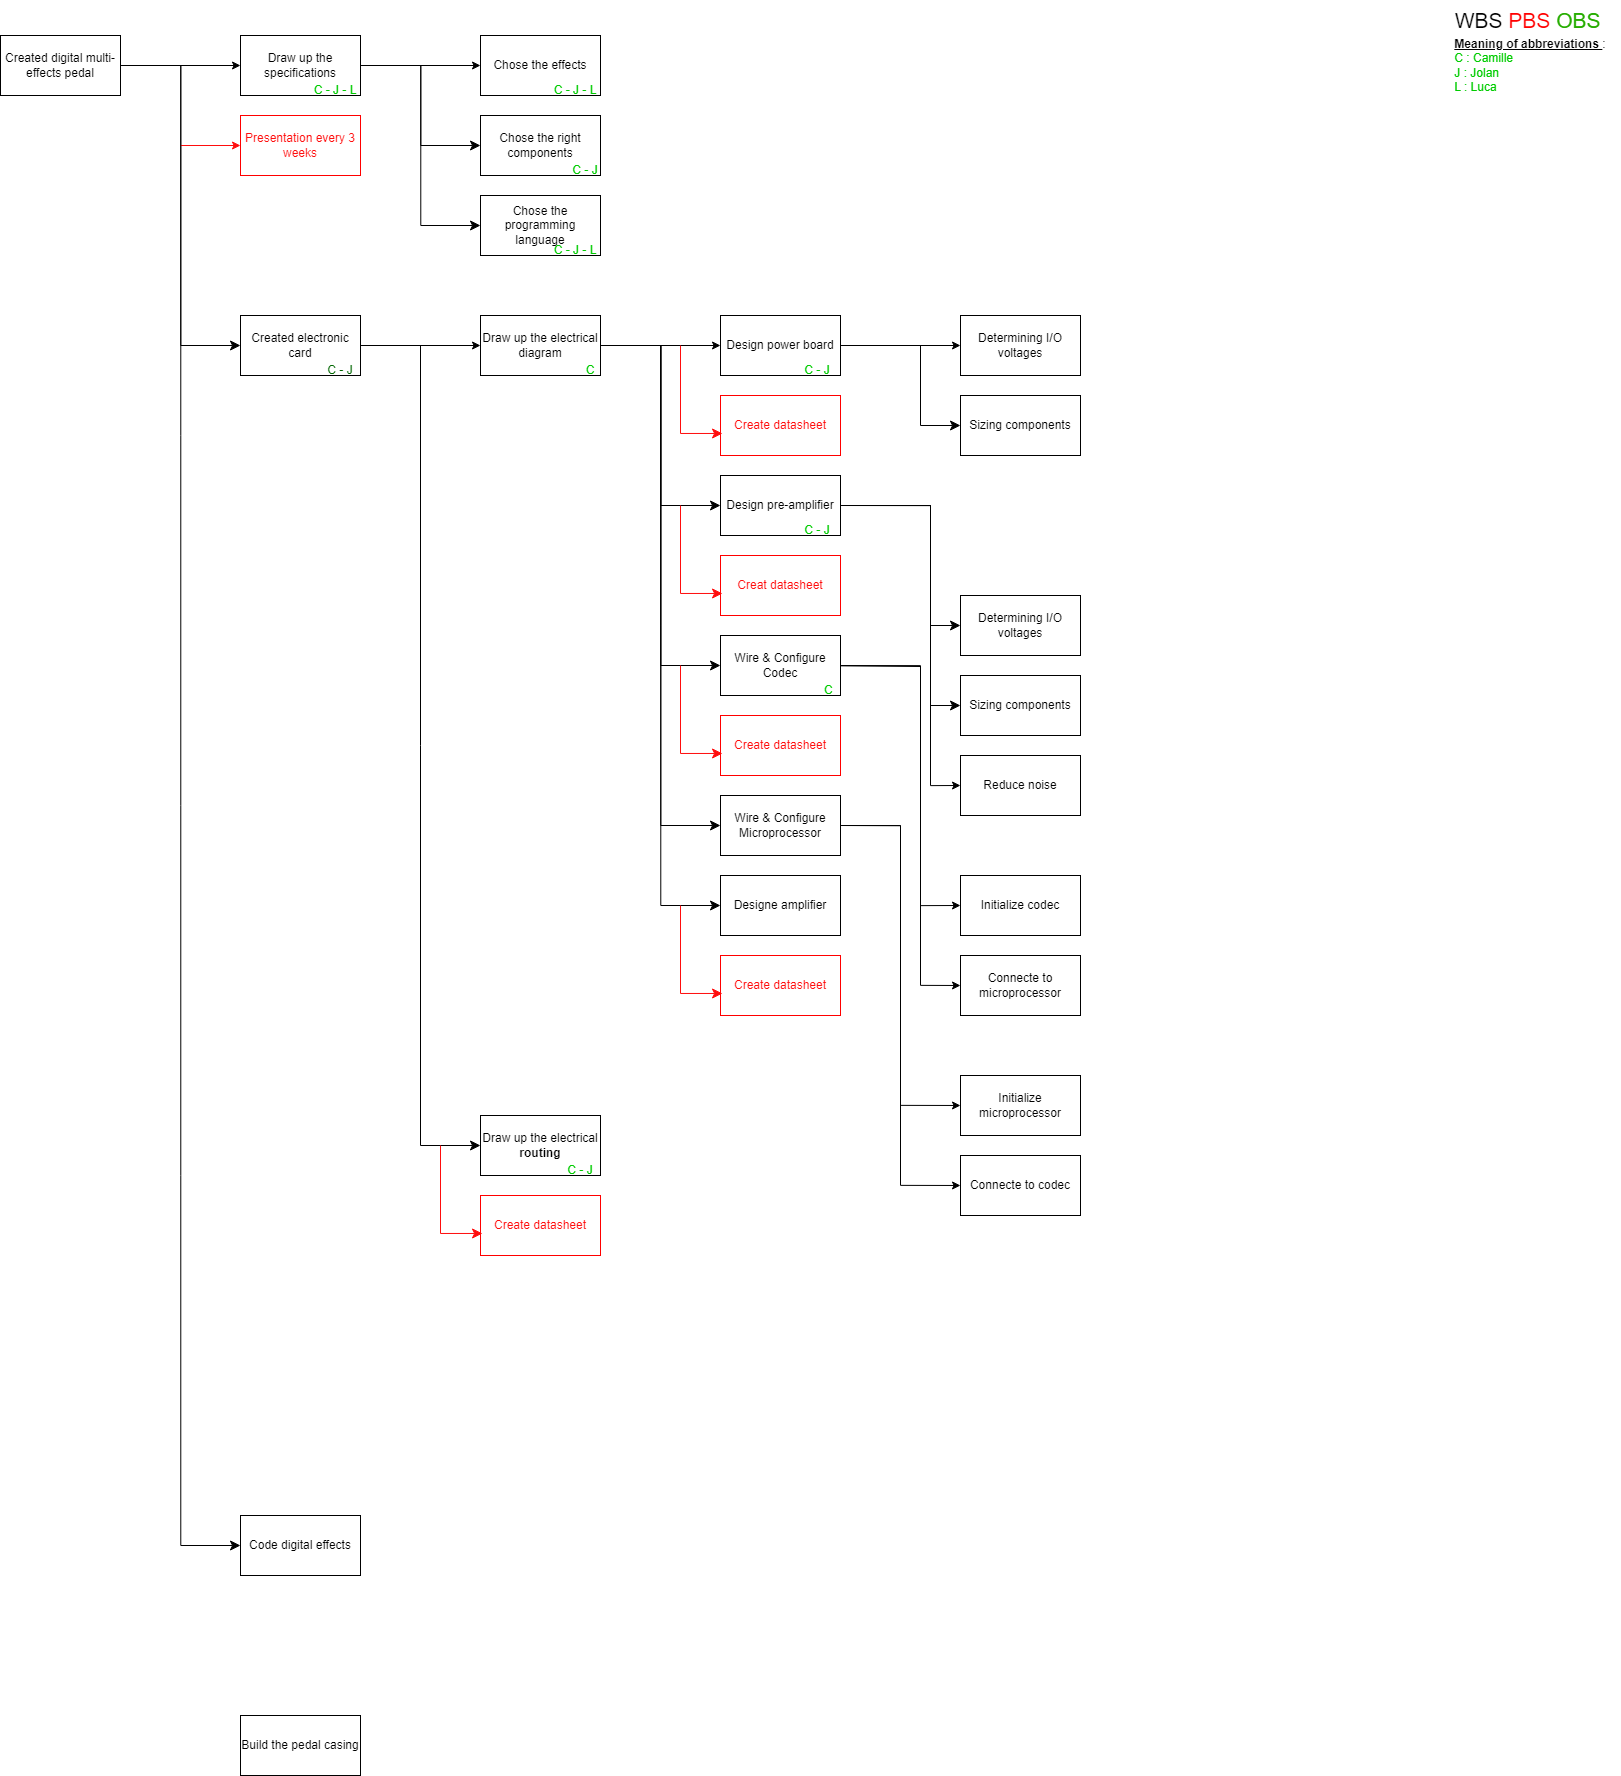 WBS PBS OBS
Meaning of abbreviations :
C : Camille
J : Jolan
L : Luca
Created digital multi-
effects pedal
Draw up the
specifications
C - J - L
Chose the effects
C - J - L
Presentation every 3
weeks
Chose the right
components
C - J
Chose the
programming
language
C - J - L
Created electronic
card
C - J
Draw up the electrical
diagram
C
Design power board
C - J
Determining I/O
voltages
Create datasheet
Sizing components
Design pre-amplifier
C - J
Creat datasheet
Determining I/O
voltages
Wire & Configure
Codec
C
Sizing components
Create datasheet
Reduce noise
Wire & Configure
Microprocessor
Designe amplifier
Initialize codec
Create datasheet
Connecte to
microprocessor
Initialize
microprocessor
Draw up the electrical
routing
C - J
Connecte to codec
Create datasheet
Code digital effects
Build the pedal casing